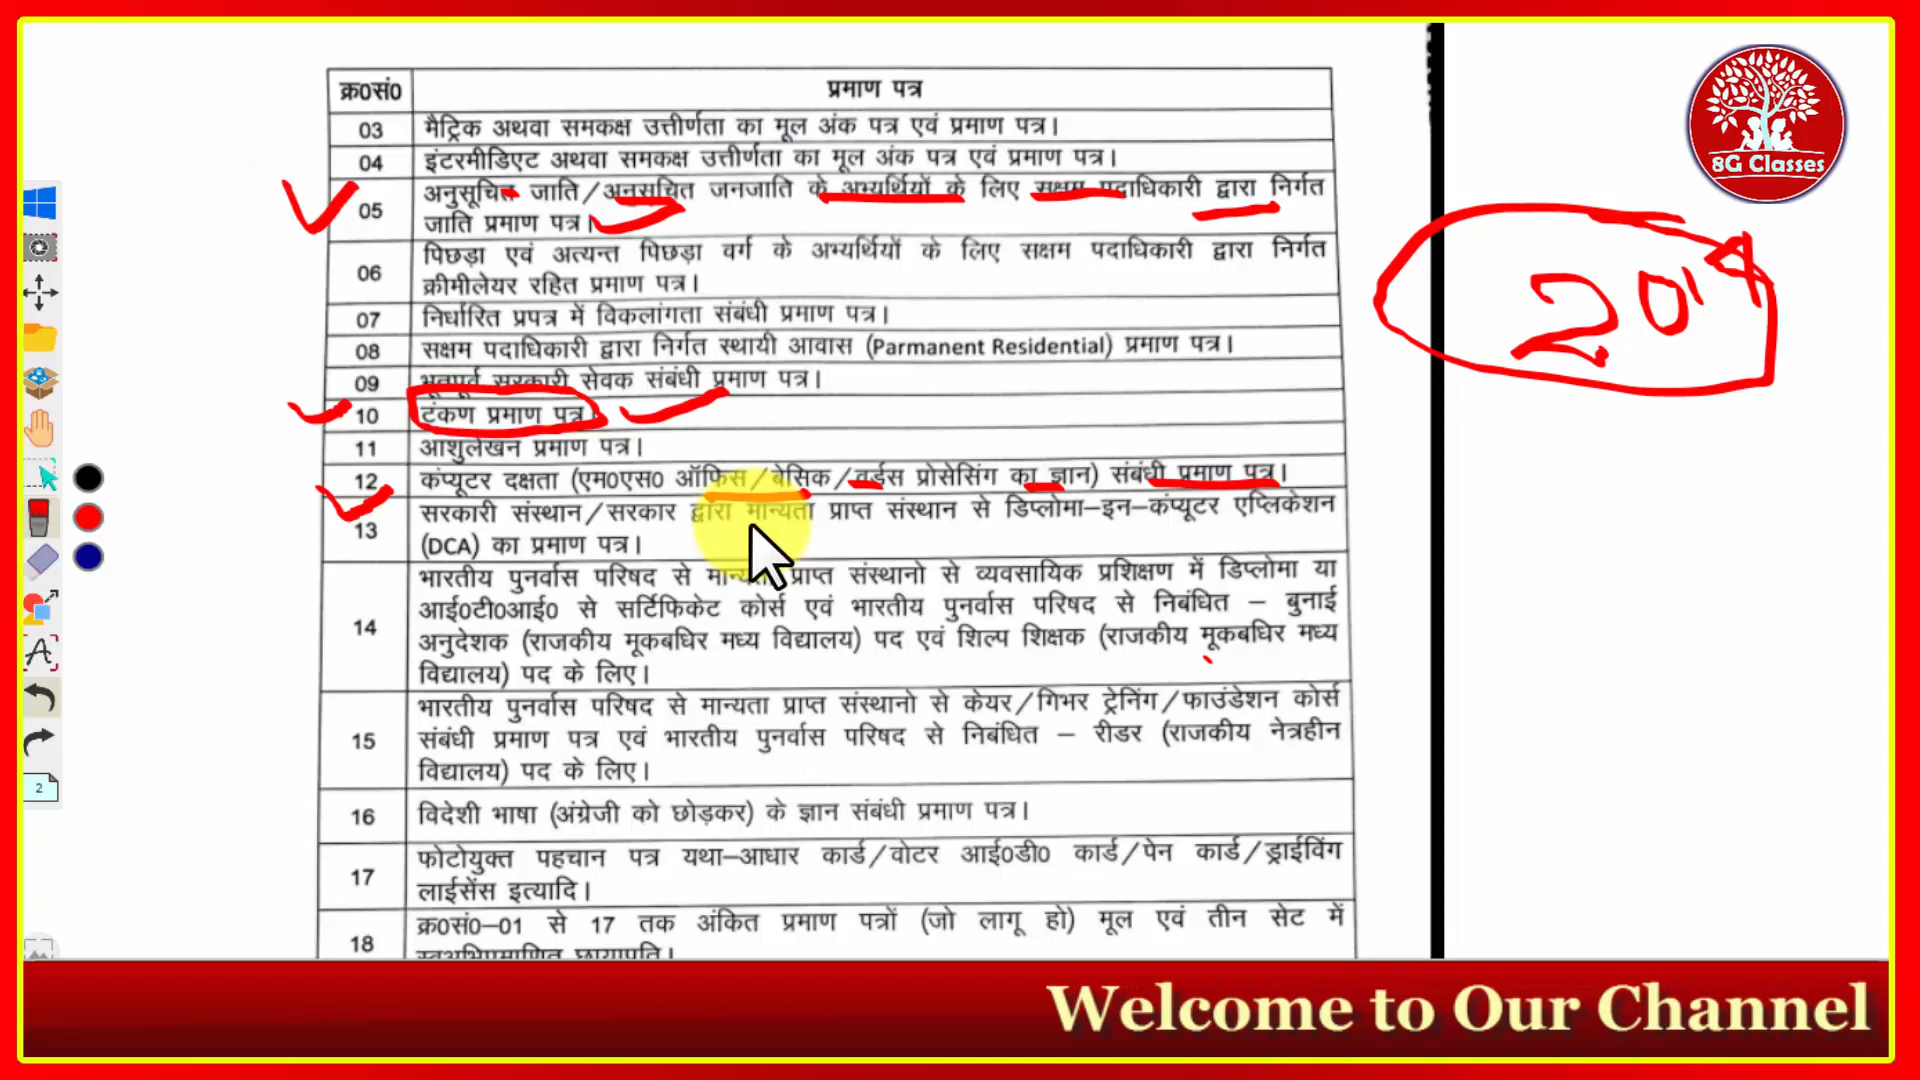 क्र0सं0 प्रमाण पत्र
03 मैट्रिक अथवा समकक्ष उत्तीर्णता का मूल अंक पत्र एवं प्रमाण पत्र।
04 इंटरमीडिएट अथवा समकक्ष उत्तीर्णता का मूल अंक पत्र एवं प्रमाण पत्र।
05 अनुसूचित जाति/अनुसूचित जनजाति के अभ्यर्थियों के लिए सक्षम पदाधिकारी द्वारा निर्गत
जाति प्रमाण पत्र।
06 पिछड़ा एवं अत्यन्त पिछड़ा वर्ग के अभ्यर्थियों के लिए सक्षम पदाधिकारी द्वारा निर्गत
क्रीमीलेयर रहित प्रमाण पत्र।
07 निर्धारित प्रपत्र में विकलांगता संबंधी प्रमाण पत्र।
08 सक्षम पदाधिकारी द्वारा निर्गत स्थायी आवास (Parmanent Residential) प्रमाण पत्र।
09 भूतपूर्व सरकारी सेवक संबंधी प्रमाण पत्र।
10 टंकण प्रमाण पत्र।
11 आशुलेखन प्रमाण पत्र।
12 कंप्यूटर दक्षता (एम0एस0 ऑफिस/बेसिक/वर्ड्स प्रोसेसिंग का ज्ञान) संबंधी प्रमाण पत्र।
13 सरकारी संस्थान/सरकार द्वारा मान्यता प्राप्त संस्थान से डिप्लोमा-इन-कंप्यूटर एप्लिकेशन
(DCA) का प्रमाण पत्र।
14 भारतीय पुनर्वास परिषद से मान्यता प्राप्त संस्थानो से व्यवसायिक प्रशिक्षण में डिप्लोमा या
आई0टी0आई0 से सर्टिफिकेट कोर्स एवं भारतीय पुनर्वास परिषद से निबंधित - बुनाई
अनुदेशक (राजकीय मूकबधिर मध्य विद्यालय) पद एवं शिल्प शिक्षक (राजकीय मूकबधिर मध्य
विद्यालय) पद के लिए।
15 भारतीय पुनर्वास परिषद से मान्यता प्राप्त संस्थानो से केयर/गिभर ट्रेनिंग/फाउंडेशन कोर्स
संबंधी प्रमाण पत्र एवं भारतीय पुनर्वास परिषद से निबंधित - रीडर (राजकीय नेत्रहीन
विद्यालय) पद के लिए।
16 विदेशी भाषा (अंग्रेजी को छोड़कर) के ज्ञान संबंधी प्रमाण पत्र।
17 फोटोयुक्त पहचान पत्र यथा-आधार कार्ड/वोटर आई0डी0 कार्ड/पेन कार्ड/ड्राईविंग
लाईसेंस इत्यादि।
18 क्र0सं0-01 से 17 तक अंकित प्रमाण पत्रों (जो लागू हो) मूल एवं तीन सेट में
स्वअभिप्रमाणित छायाप्रति।
8G Classes
2014
2
Welcome to Our Channel